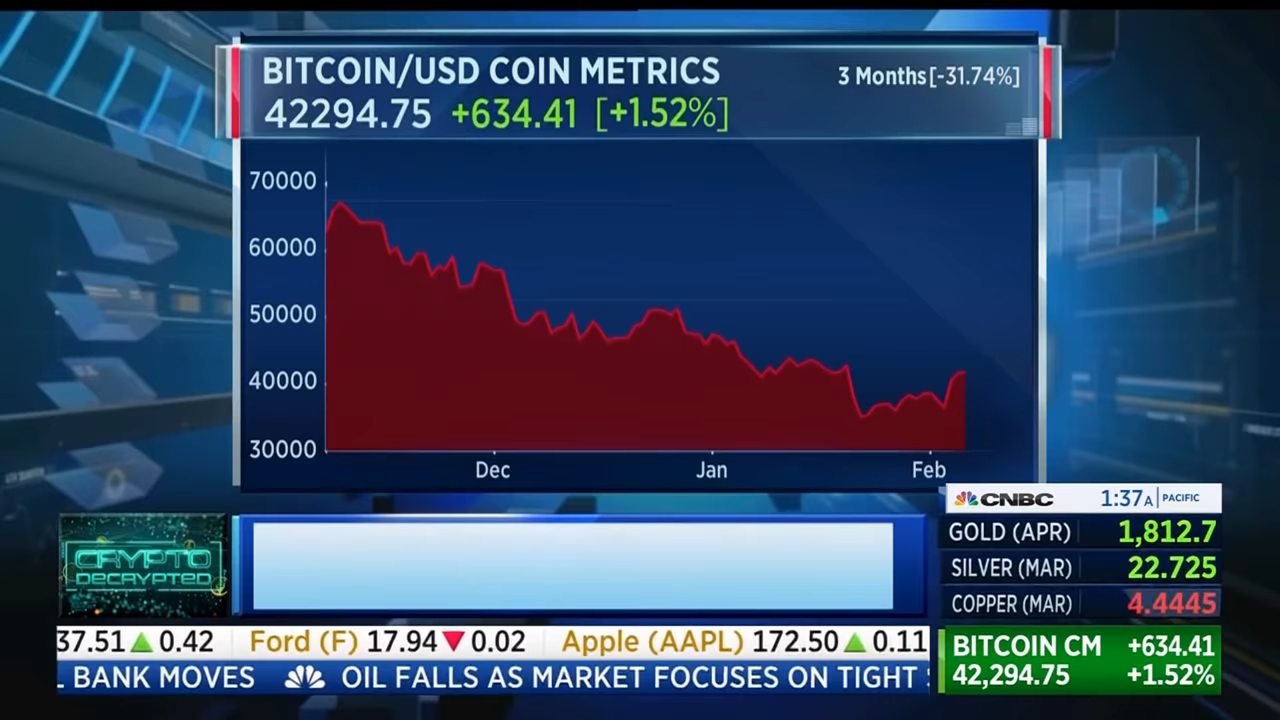 BITCOIN/USD COIN METRICS
3 Months[-31.74%]
42294.75 +634.41 [+1.52%]
70000
60000
50000
40000
30000
Dec Jan Feb
CNBC 1:37A PACIFIC
GOLD (APR) 1,812.7
SILVER (MAR) 22.725
COPPER (MAR) 4.4445
CRYPTO
DECRYPTED
37.51 0.42 Ford (F) 17.94 0.02 Apple (AAPL) 172.50 0.11
BANK MOVES OIL FALLS AS MARKET FOCUSES ON TIGHT
BITCOIN CM +634.41
42,294.75 +1.52%